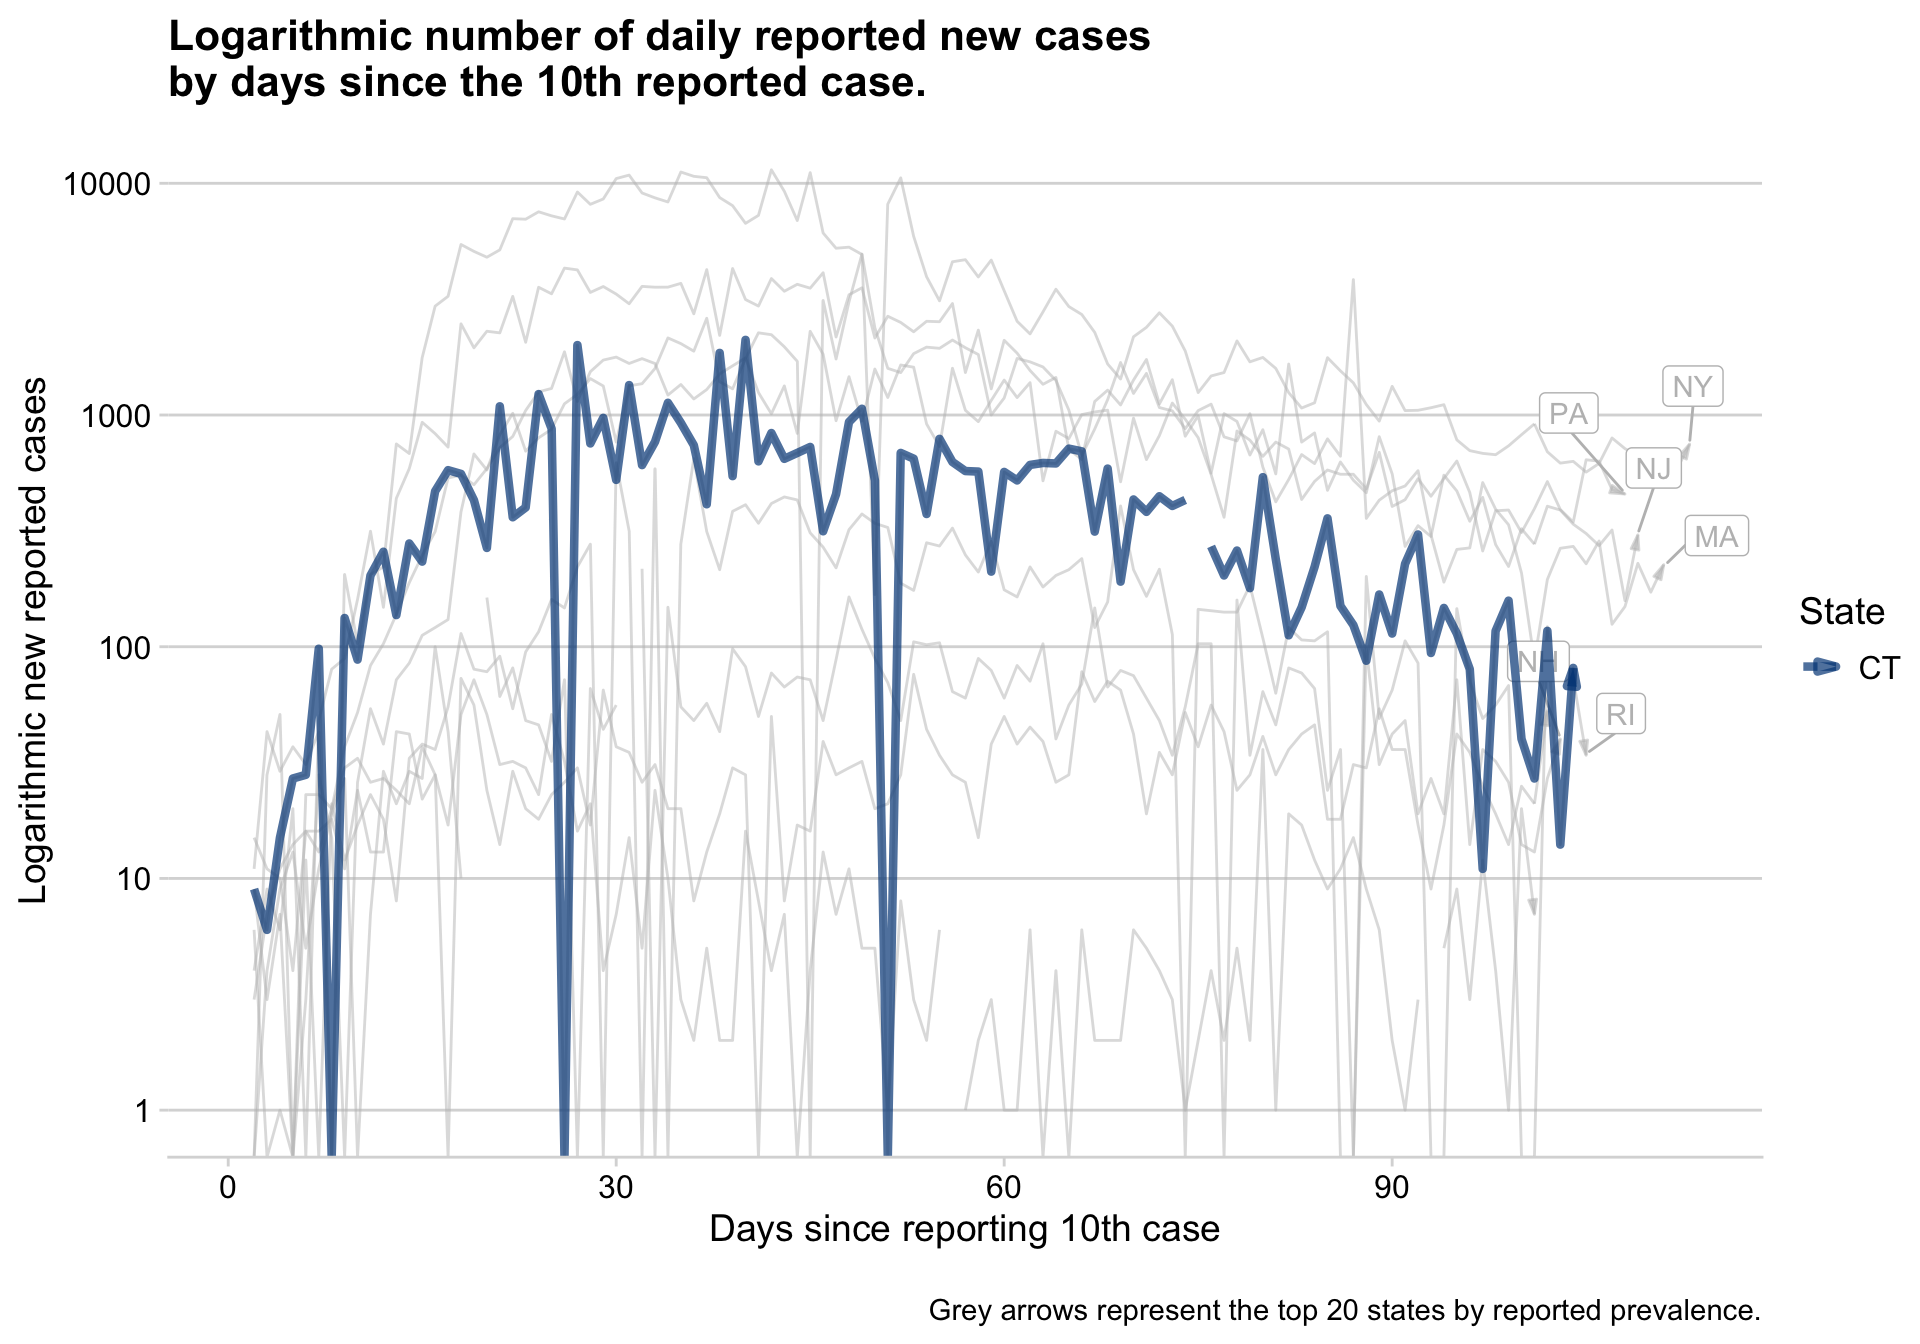 Logarithmic number of daily reported new cases
by days since the 10th reported case.
10000
1000
100
10
1
Logarithmic new reported cases
NY
PA
NJ
MA
NH
RI
State
CT
0
30
60
90
Days since reporting 10th case
Grey arrows represent the top 20 states by reported prevalence.